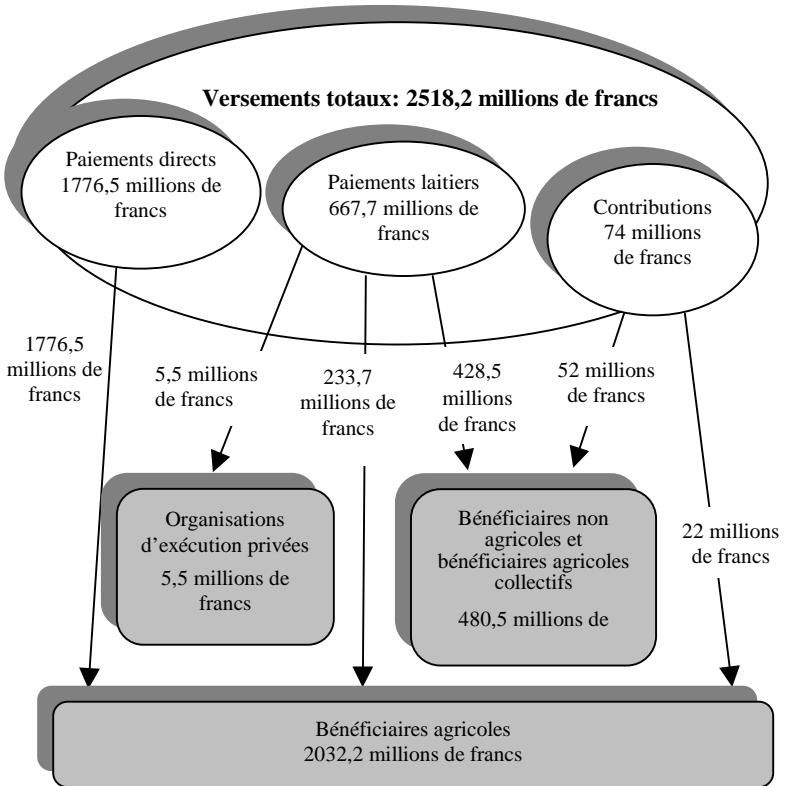 Versements totaux: 2518,2 millions de francs
Paiements directs
1776,5 millions de
francs
Paiements laitiers
667,7 millions de
francs
Contributions
74 millions
de francs
1776,5
millions de
francs
5,5 millions
de francs
233,7
millions de
francs
428,5
millions
de francs
52 millions
de francs
22 millions
de francs
Organisations
d’exécution privées
5,5 millions de
francs
Bénéficiaires non
agricoles et
bénéficiaires agricoles
collectifs
480,5 millions de
Bénéficiaires agricoles
2032,2 millions de francs